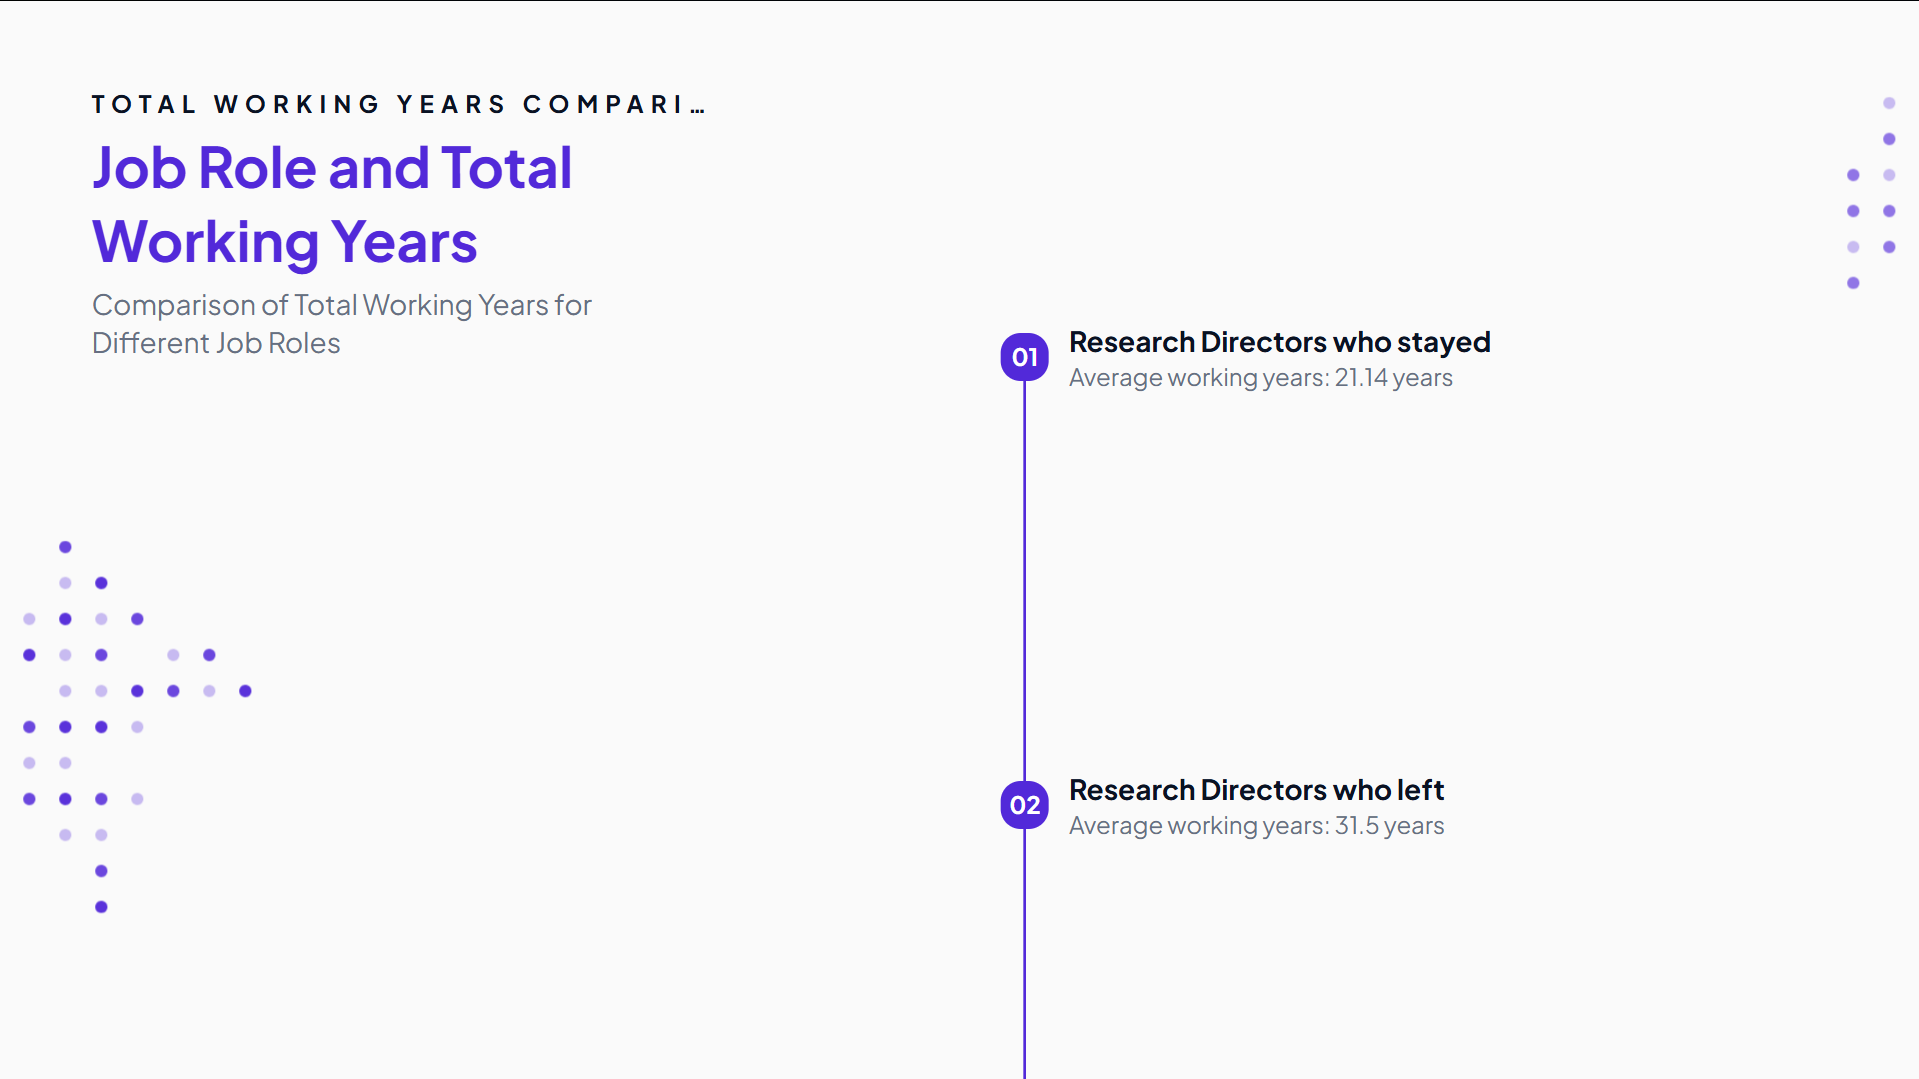 TOTAL WORKING YEARS COMPARI…
Job Role and Total
Working Years
Comparison of Total Working Years for
Different Job Roles
01
Research Directors who stayed
Average working years: 21.14 years
02
Research Directors who left
Average working years: 31.5 years